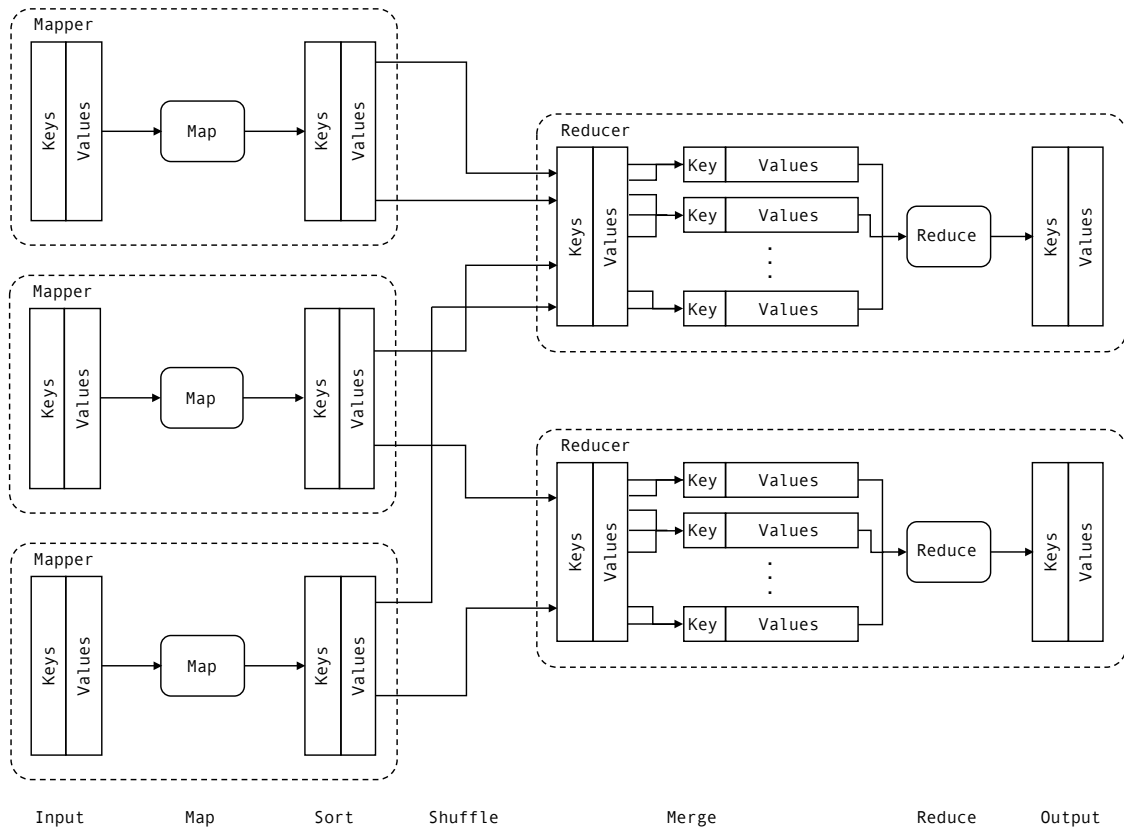 Mapper
Keys
Values
Map
Keys
Values
Mapper
Keys
Values
Map
Keys
Values
Mapper
Keys
Values
Map
Keys
Values
Reducer
Keys
Values
Key Values
Key Values
Key Values
Reduce
Keys
Values
Reducer
Keys
Values
Key Values
Key Values
Key Values
Reduce
Keys
Values
Input Map Sort Shuffle Merge Reduce Output